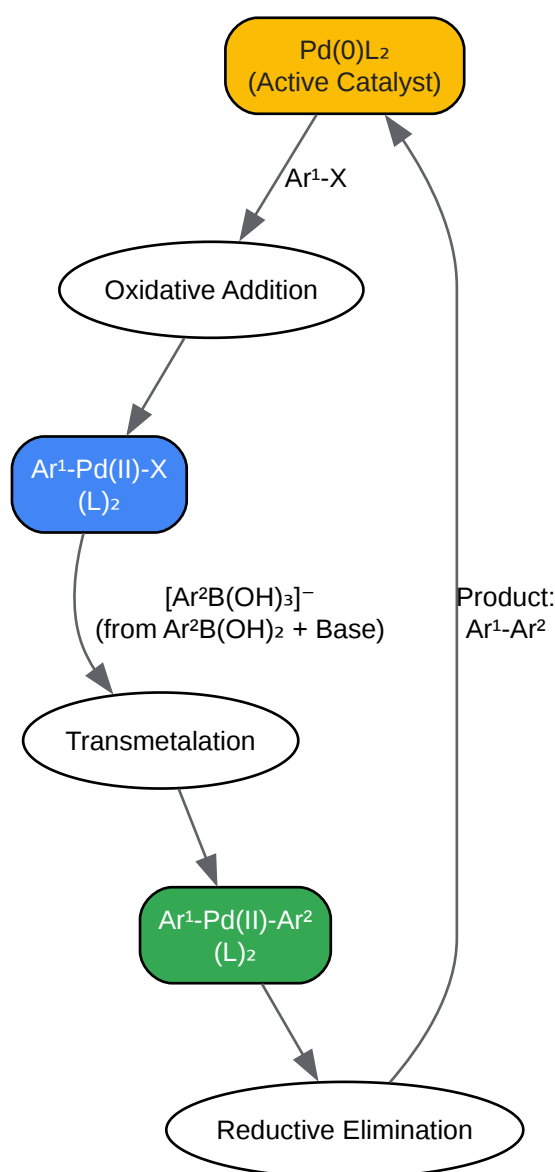 Pd(0)L₂
(Active Catalyst)
Ar¹-X
Oxidative Addition
Ar¹-Pd(II)-X
(L)₂
[Ar²B(OH)₃]⁻
(from Ar²B(OH)₂ + Base)
Product:
Ar¹-Ar²
Transmetalation
Ar¹-Pd(II)-Ar²
(L)₂
Reductive Elimination